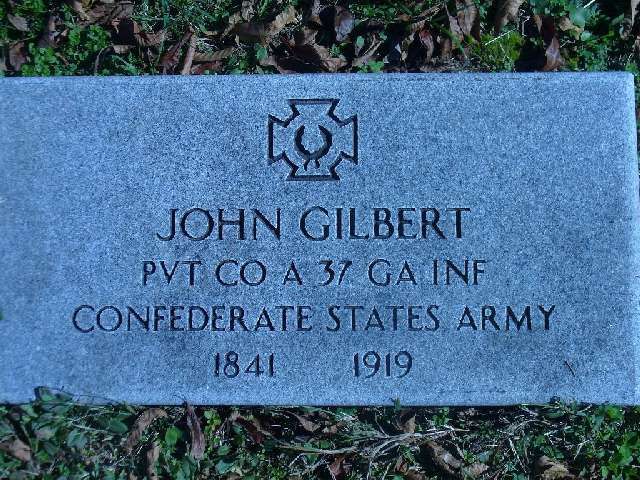 JOHN GILBERT
PVT CO A 37 GA INF
CONFEDERATE STATES ARMY
1841 1919